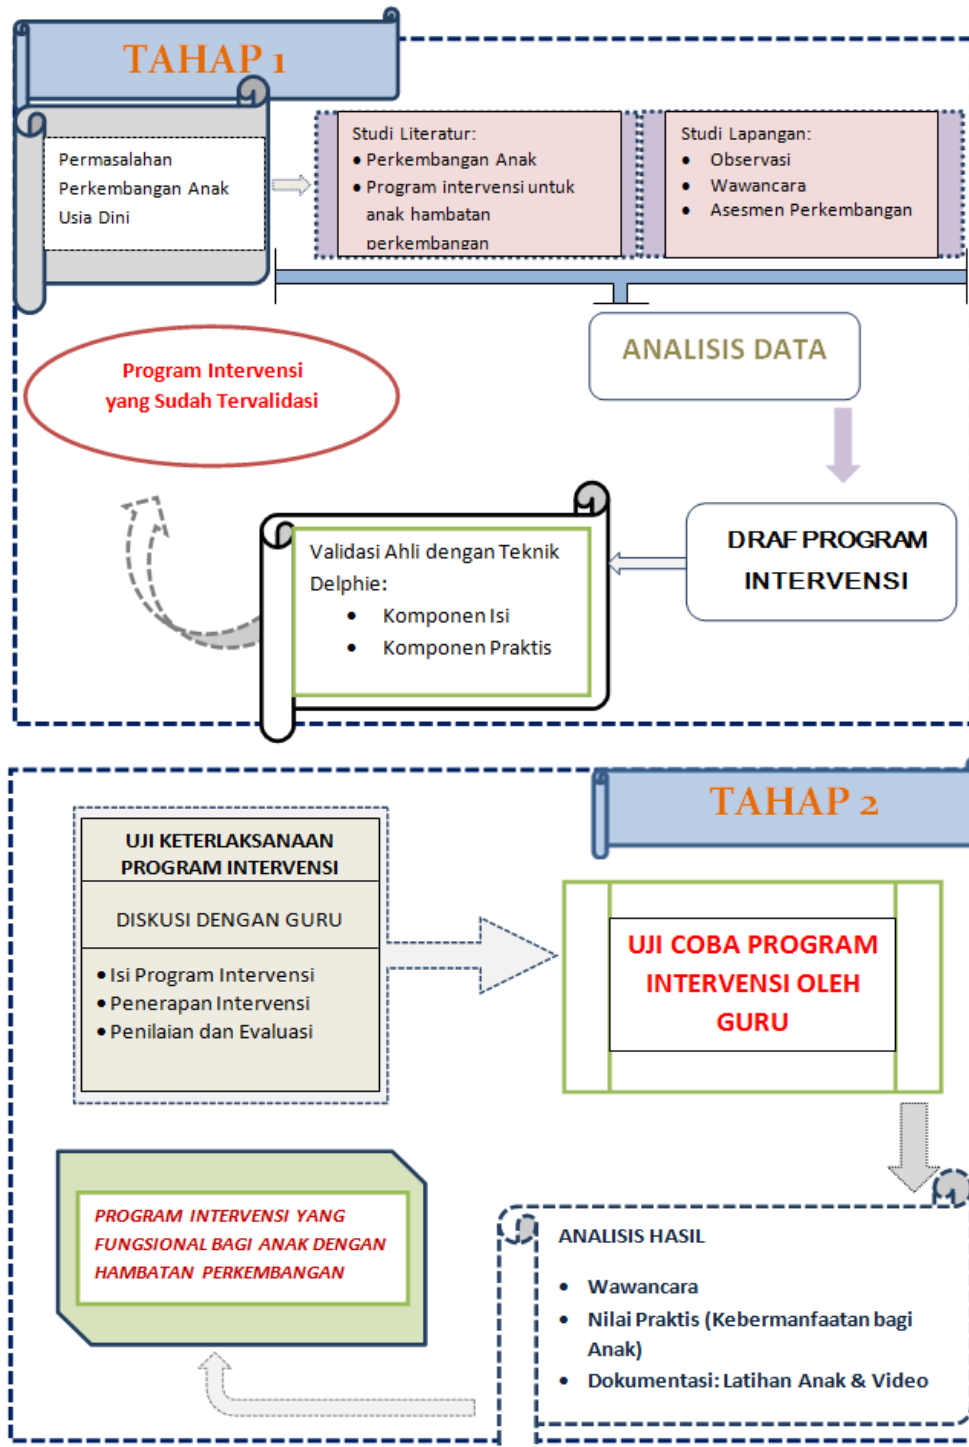 TAHAP 1
Permasalahan
Perkembangan Anak
Usia Dini
Studi Literatur:
• Perkembangan Anak
• Program intervensi untuk
anak hambatan
perkembangan
Studi Lapangan:
• Observasi
• Wawancara
• Asesmen Perkembangan
ANALISIS DATA
Program Intervensi
yang Sudah Tervalidasi
DRAF PROGRAM
INTERVENSI
Validasi Ahli dengan Teknik
Delphie:
• Komponen Isi
• Komponen Praktis
TAHAP 2
UJI KETERLAKSANAAN
PROGRAM INTERVENSI
DISKUSI DENGAN GURU
• Isi Program Intervensi
• Penerapan Intervensi
• Penilaian dan Evaluasi
UJI COBA PROGRAM
INTERVENSI OLEH
GURU
ANALISIS HASIL
• Wawancara
• Nilai Praktis (Kebermanfaatan bagi
Anak)
• Dokumentasi: Latihan Anak & Video
PROGRAM INTERVENSI YANG
FUNGSIONAL BAGI ANAK DENGAN
HAMBATAN PERKEMBANGAN